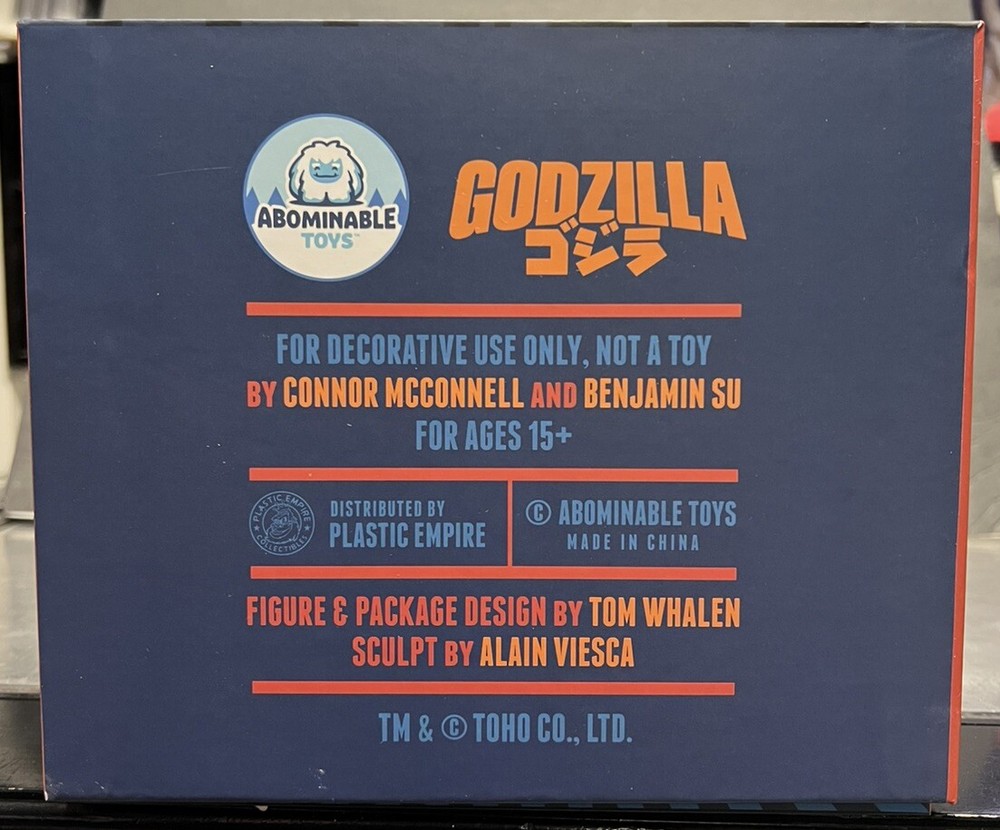 ABOMINABLE
TOYS™
GODZILLA
ゴジラ
FOR DECORATIVE USE ONLY, NOT A TOY
BY CONNOR MCCONNELL AND BENJAMIN SU
FOR AGES 15+
PLASTIC EMPIRE
COLLECTIBLES
DISTRIBUTED BY
PLASTIC EMPIRE
© ABOMINABLE TOYS
MADE IN CHINA
FIGURE & PACKAGE DESIGN BY TOM WHALEN
SCULPT BY ALAIN VIESCA
TM & © TOHO CO., LTD.